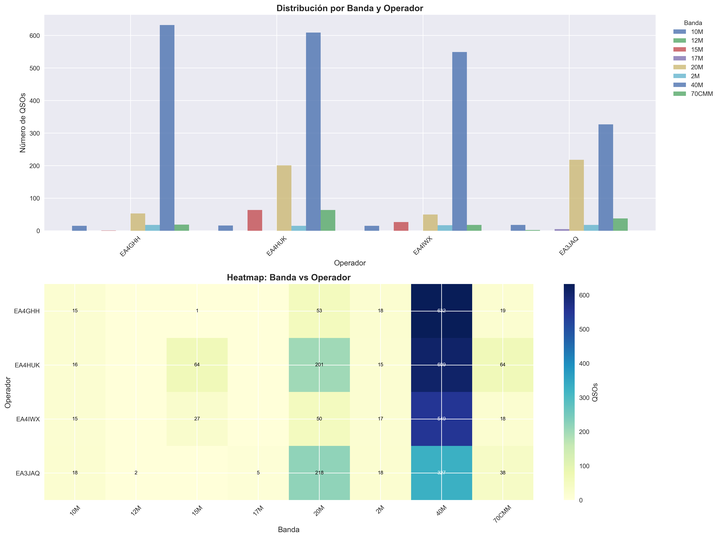 Distribución por Banda y Operador
Banda
10M
12M
15M
17M
20M
2M
40M
70CMM
Número de QSOs
600
500
400
300
200
100
0
EA4GHH
EA4HUK
EA4IWX
EA3JAQ
Operador
Heatmap: Banda vs Operador
Operador
EA4GHH 15 1 53 18 632 19
EA4HUK 16 64 201 15 609 64
EA4IWX 15 27 50 17 549 18
EA3JAQ 18 2 5 218 18 38
10M 12M 15M 17M 20M 2M 40M 70CMM
Banda
600
500
400
300
200
100
0
QSOs